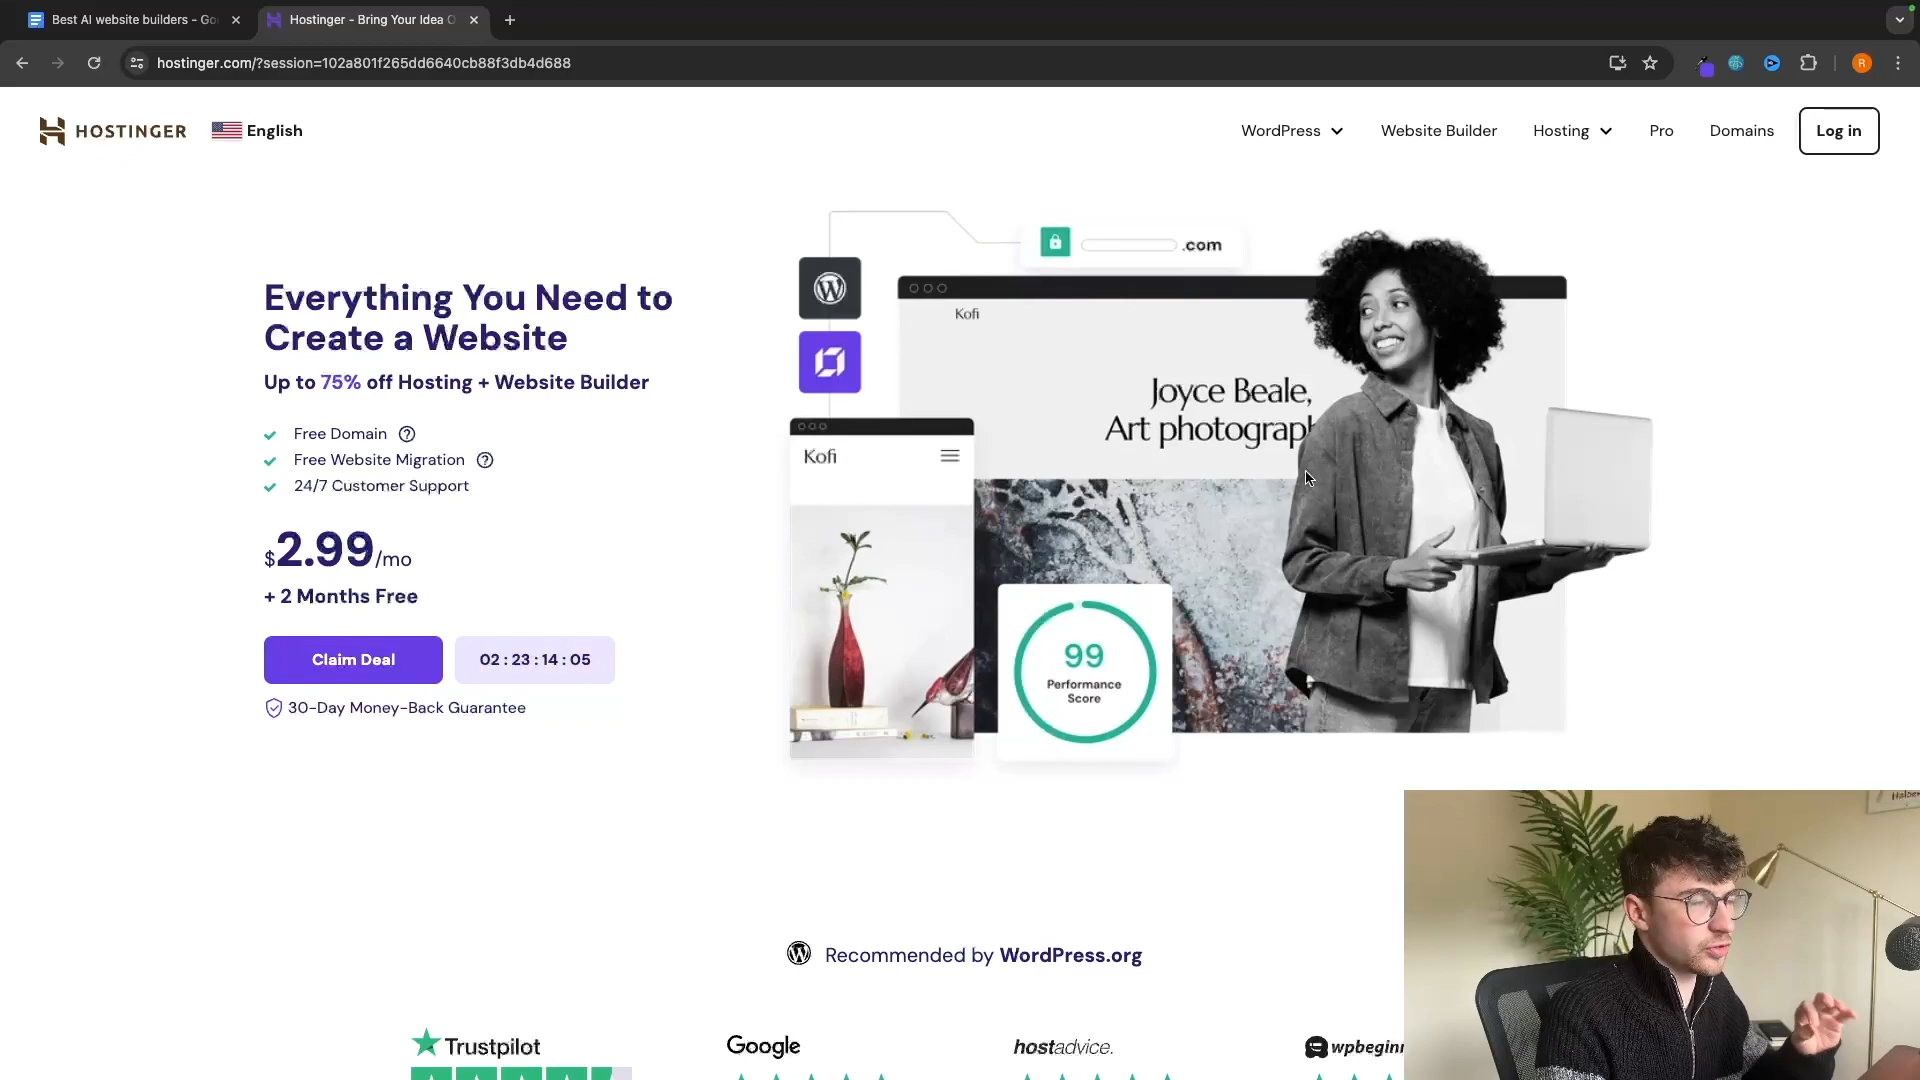 Best AI website builders - Go
Hostinger - Bring Your Idea O
hostinger.com/?session=102a801f265dd6640cb88f3db4d688
R
HOSTINGER
English
WordPress
Website Builder
Hosting
Pro
Domains
Log in
Everything You Need to
Create a Website
Up to 75% off Hosting + Website Builder
Free Domain
Free Website Migration
24/7 Customer Support
$2.99/mo
+ 2 Months Free
Claim Deal
02 : 23 : 14 : 05
30-Day Money-Back Guarantee
.com
Kofi
Joyce Beale,
Art photograph
Kofi
99
Performance
Score
Recommended by WordPress.org
Trustpilot
Google
hostadvice.
wpbeginn